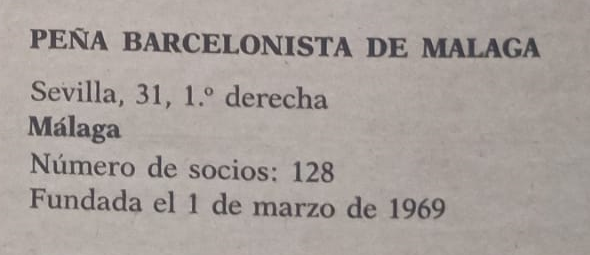 PEÑA BARCELONISTA DE MALAGA
Sevilla, 31, 1.º derecha
Málaga
Número de socios: 128
Fundada el 1 de marzo de 1969